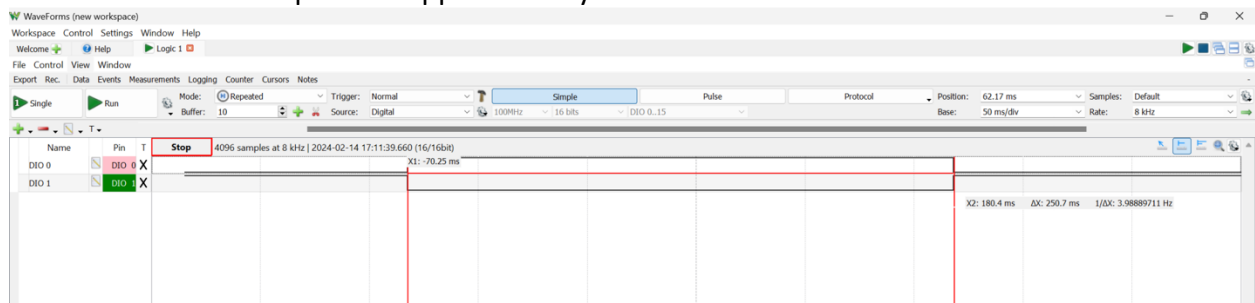 WaveForms (new workspace)
Workspace Control Settings Window Help
Welcome Help Logic 1
File Control View Window
Export Rec. Data Events Measurements Logging Counter Cursors Notes
Single Run Mode: Repeated Trigger: Normal Simple Pulse Protocol Position: 62.17 ms Samples: Default
Buffer: 10 Source: Digital 100MHz 16 bits DIO 0..15 Base: 50 ms/div Rate: 8 kHz
T
Name Pin T Stop 4096 samples at 8 kHz | 2024-02-14 17:11:39.660 (16/16bit)
X1: -70.25 ms
DIO 0 DIO 0 X
DIO 1 DIO 1 X
X2: 180.4 ms ΔX: 250.7 ms 1/ΔX: 3.98889711 Hz